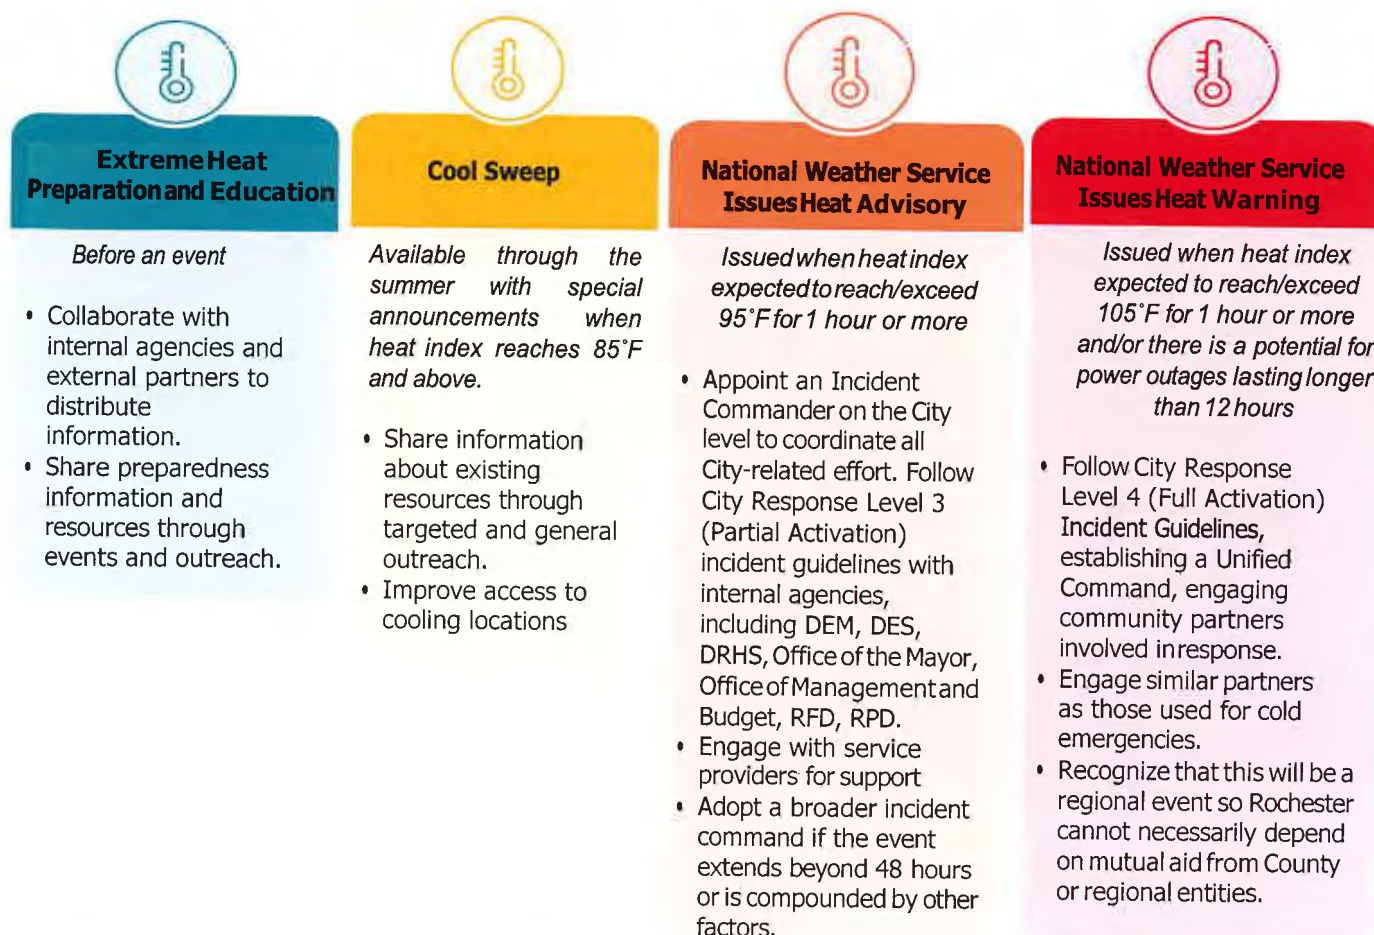 Extreme Heat
Preparation and Education
Before an event
• Collaborate with
internal agencies and
external partners to
distribute
information.
• Share preparedness
information and
resources through
events and outreach.
Cool Sweep
Available through the
summer with special
announcements when
heat index reaches 85°F
and above.
• Share information
about existing
resources through
targeted and general
outreach.
• Improve access to
cooling locations
National Weather Service
Issues Heat Advisory
Issued when heat index
expected to reach/exceed
95°F for 1 hour or more
• Appoint an Incident
Commander on the City
level to coordinate all
City-related effort. Follow
City Response Level 3
(Partial Activation)
incident guidelines with
internal agencies,
including DEM, DES,
DRHS, Office of the Mayor,
Office of Management and
Budget, RFD, RPD.
• Engage with service
providers for support
• Adopt a broader incident
command if the event
extends beyond 48 hours
or is compounded by other
factors.
National Weather Service
Issues Heat Warning
Issued when heat index
expected to reach/exceed
105°F for 1 hour or more
and/or there is a potential for
power outages lasting longer
than 12 hours
• Follow City Response
Level 4 (Full Activation)
Incident Guidelines,
establishing a Unified
Command, engaging
community partners
involved in response.
• Engage similar partners
as those used for cold
emergencies.
• Recognize that this will be a
regional event so Rochester
cannot necessarily depend
on mutual aid from County
or regional entities.